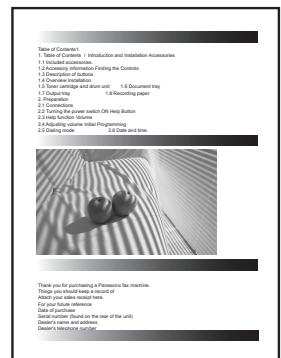 Table of Contents1.
1. Table of Contents / Introduction and Installation Accessories
1.1 Included accessories.
1.2 Accessory information Finding the Controls
1.3 Description of buttons.
1.4 Overview Installation
1.5 Toner cartridge and drum unit 1.6 Document tray
1.7 Output tray 1.8 Recording paper
2. Preparation
2.1 Connections
2.2 Turning the power switch ON Help Button
2.3 Help function Volume
2.4 Adjusting volume Initial Programming
2.5 Dialing mode 2.6 Date and time.
Thank you for purchasing a Panasonic fax machine.
Things you should keep a record of
Attach your sales receipt here.
For your future reference
Date of purchase
Serial number (found on the rear of the unit)
Dealer's name and address
Dealer's telephone number